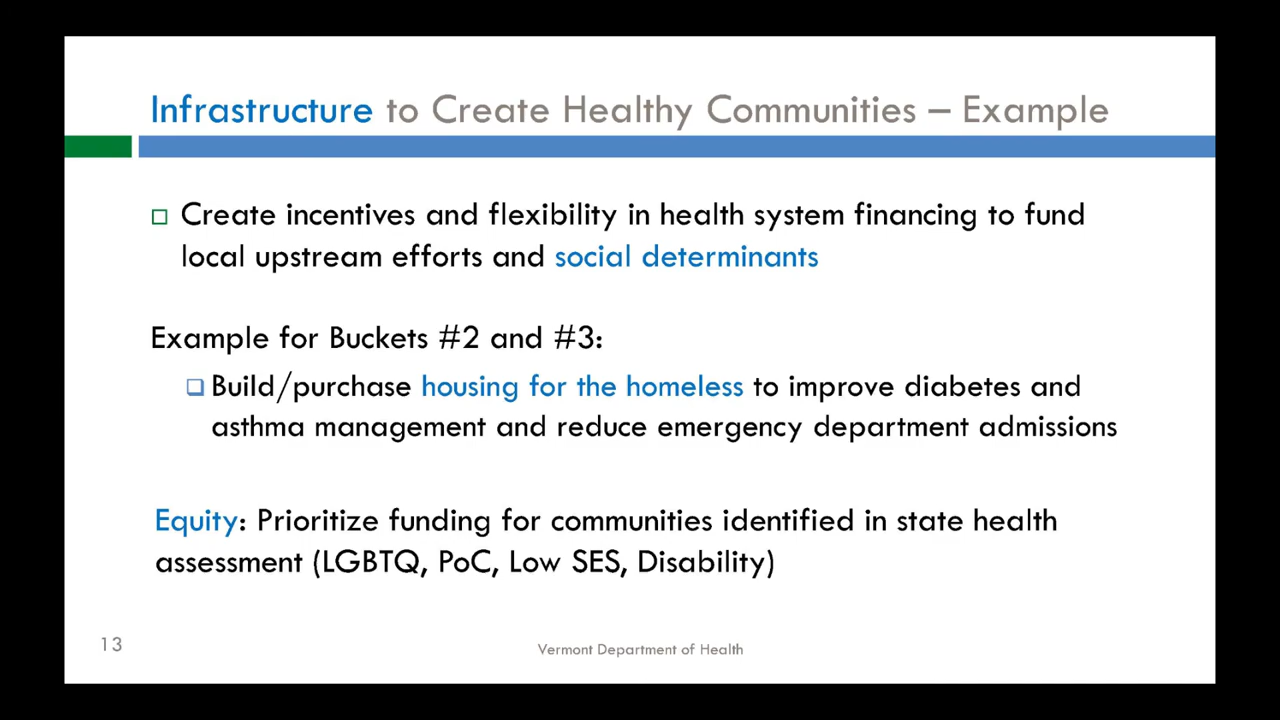 Infrastructure to Create Healthy Communities – Example
Create incentives and flexibility in health system financing to fund
local upstream efforts and social determinants
Example for Buckets #2 and #3:
Build/purchase housing for the homeless to improve diabetes and
asthma management and reduce emergency department admissions
Equity: Prioritize funding for communities identified in state health
assessment (LGBTQ, PoC, Low SES, Disability)
13
Vermont Department of Health